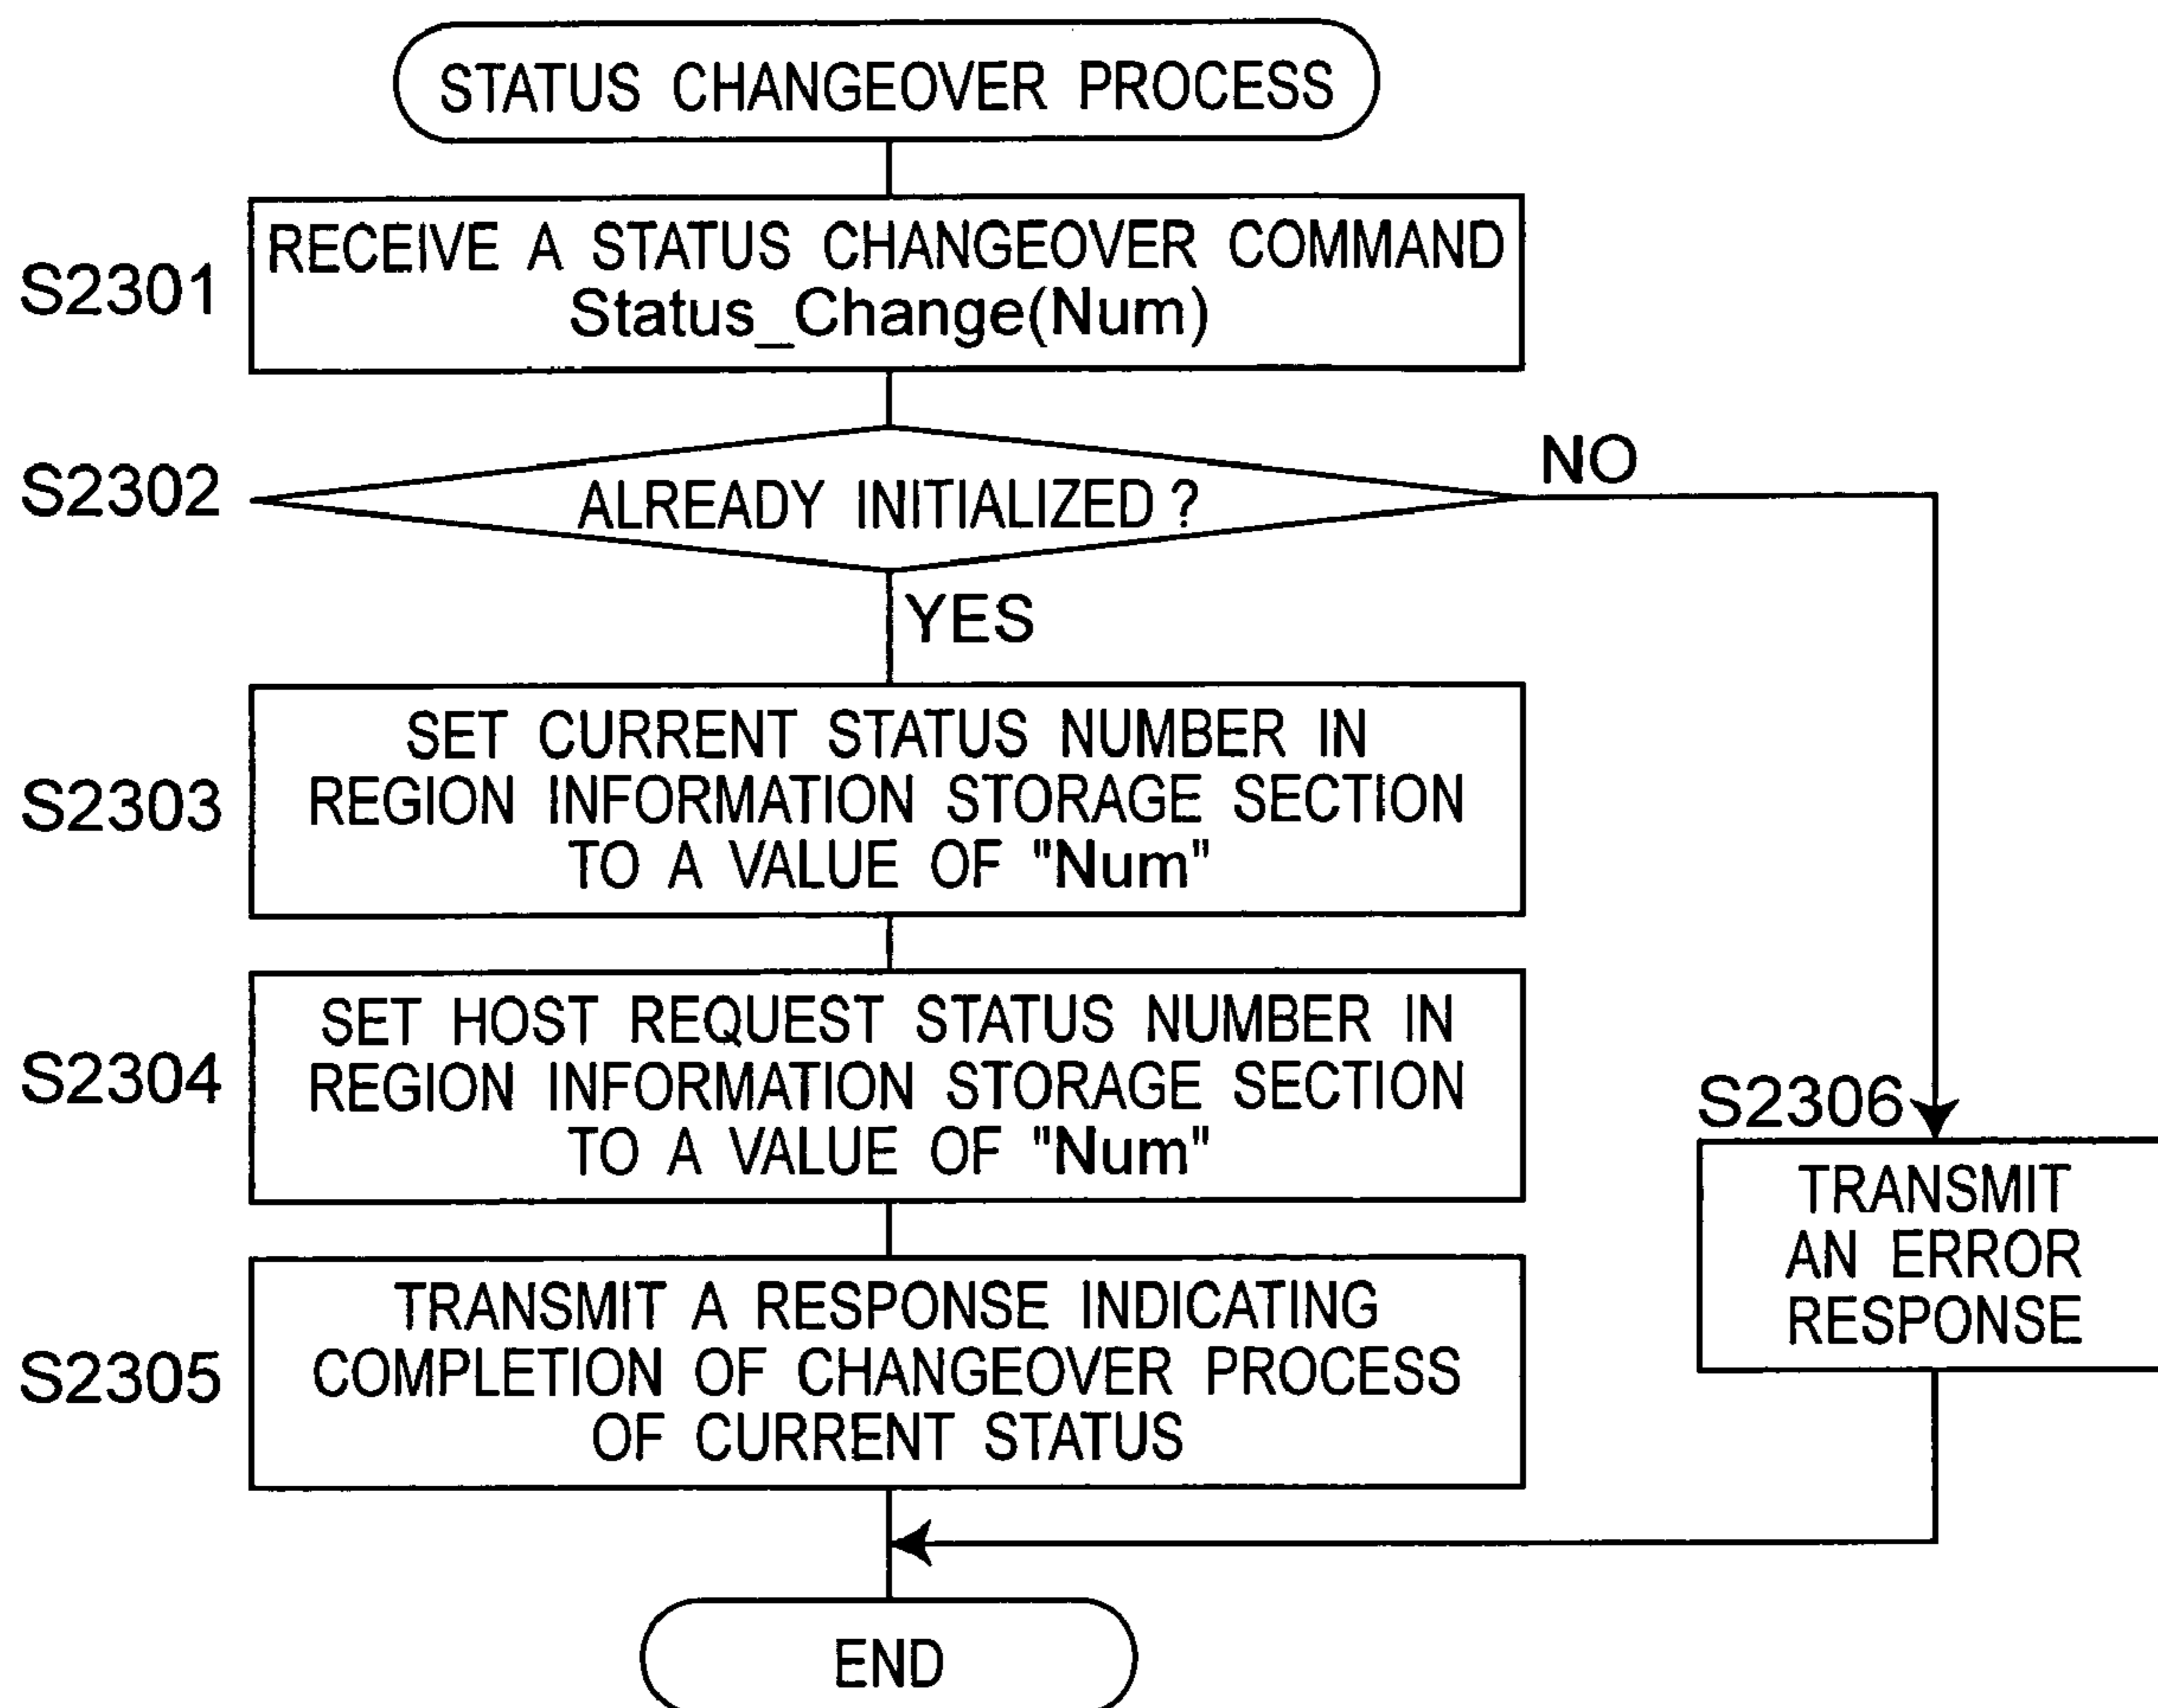 STATUS CHANGEOVER PROCESS
S2301
RECEIVE A STATUS CHANGEOVER COMMAND
Status_Change(Num)
S2302
ALREADY INITIALIZED ?
NO
YES
S2303
SET CURRENT STATUS NUMBER IN
REGION INFORMATION STORAGE SECTION
TO A VALUE OF "Num"
S2304
SET HOST REQUEST STATUS NUMBER IN
REGION INFORMATION STORAGE SECTION
TO A VALUE OF "Num"
S2306
TRANSMIT
AN ERROR
RESPONSE
S2305
TRANSMIT A RESPONSE INDICATING
COMPLETION OF CHANGEOVER PROCESS
OF CURRENT STATUS
END